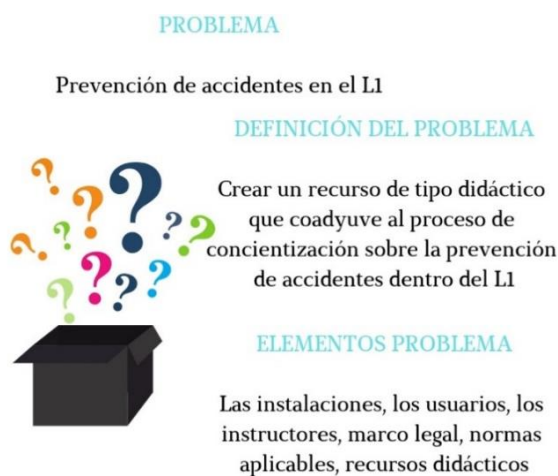 PROBLEMA
Prevención de accidentes en el L1
DEFINICIÓN DEL PROBLEMA
Crear un recurso de tipo didáctico
que coadyuve al proceso de
concientización sobre la prevención
de accidentes dentro del L1
ELEMENTOS PROBLEMA
Las instalaciones, los usuarios, los
instructores, marco legal, normas
aplicables, recursos didácticos